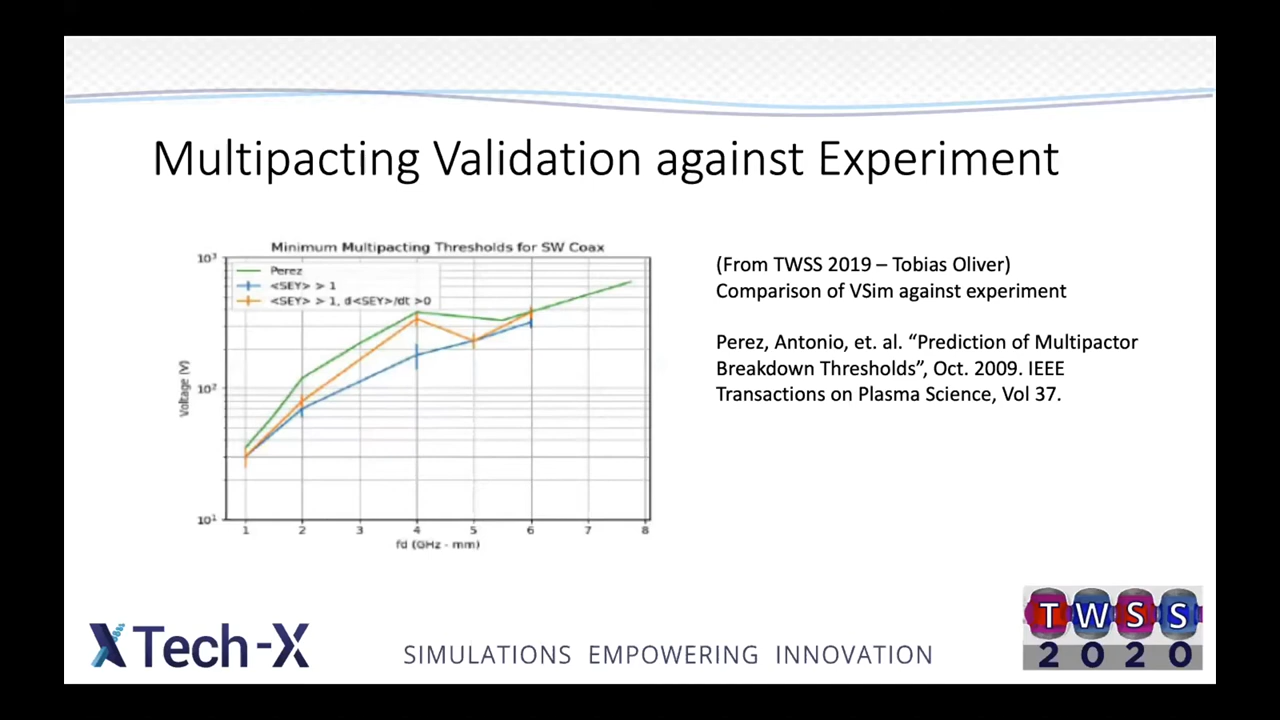 Multipacting Validation against Experiment
Minimum Multipacting Thresholds for SW Coax
10³
Perez
<SEY> > 1
<SEY> > 1, d<SEY>/dt >0
10²
10¹
Voltage (V)
1 2 3 4 5 6 7 8
fd (GHz - mm)
(From TWSS 2019 – Tobias Oliver)
Comparison of VSim against experiment
Perez, Antonio, et. al. “Prediction of Multipactor
Breakdown Thresholds”, Oct. 2009. IEEE
Transactions on Plasma Science, Vol 37.
Tech-X
SIMULATIONS EMPOWERING INNOVATION
TWSS
2020